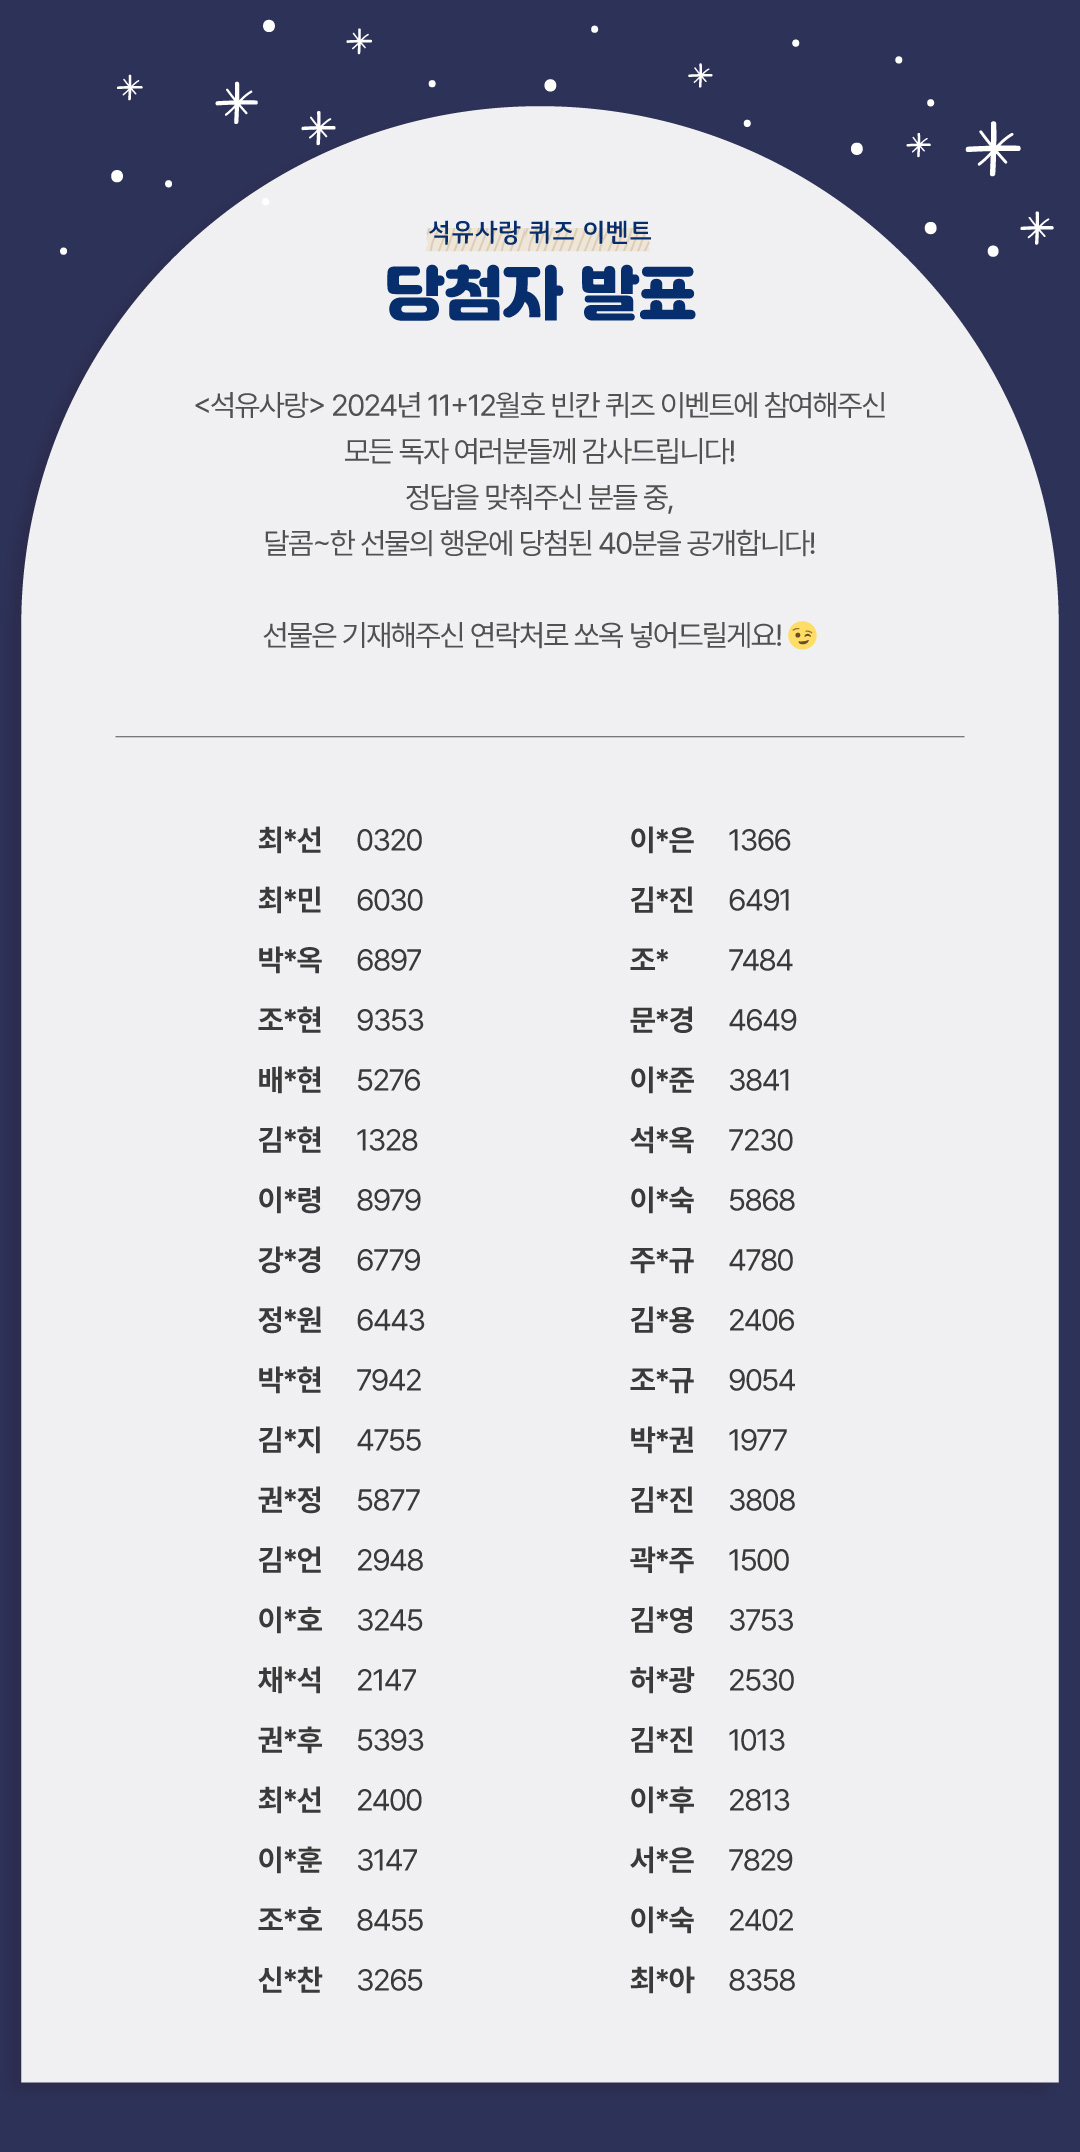 석유사랑 퀴즈 이벤트
당첨자 발표
<석유사랑> 2024년 11+12월호 빈칸 퀴즈 이벤트에 참여해주신
모든 독자 여러분들께 감사드립니다!
정답을 맞춰주신 분들 중,
달콤~한 선물의 행운에 당첨된 40분을 공개합니다!
선물은 기재해주신 연락처로 쏘옥 넣어드릴게요! 😉
최*선 0320 이*은 1366
최*민 6030 김*진 6491
박*옥 6897 조* 7484
조*현 9353 문*경 4649
배*현 5276 이*준 3841
김*현 1328 석*옥 7230
이*령 8979 이*숙 5868
강*경 6779 주*규 4780
정*원 6443 김*용 2406
박*현 7942 조*규 9054
김*지 4755 박*권 1977
권*정 5877 김*진 3808
김*언 2948 곽*주 1500
이*호 3245 김*영 3753
채*석 2147 허*광 2530
권*후 5393 김*진 1013
최*선 2400 이*후 2813
이*훈 3147 서*은 7829
조*호 8455 이*숙 2402
신*찬 3265 최*아 8358